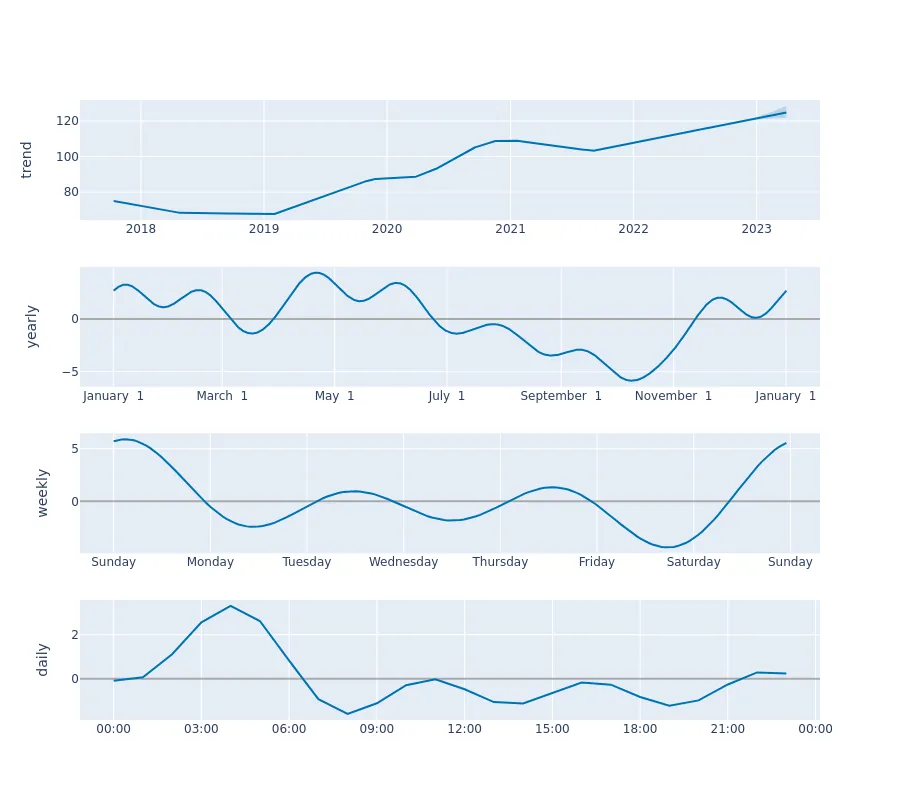 trend
120
100
80
2018 2019 2020 2021 2022 2023
yearly
0
−5
January 1 March 1 May 1 July 1 September 1 November 1 January 1
weekly
5
0
Sunday Monday Tuesday Wednesday Thursday Friday Saturday Sunday
daily
2
0
00:00 03:00 06:00 09:00 12:00 15:00 18:00 21:00 00:00